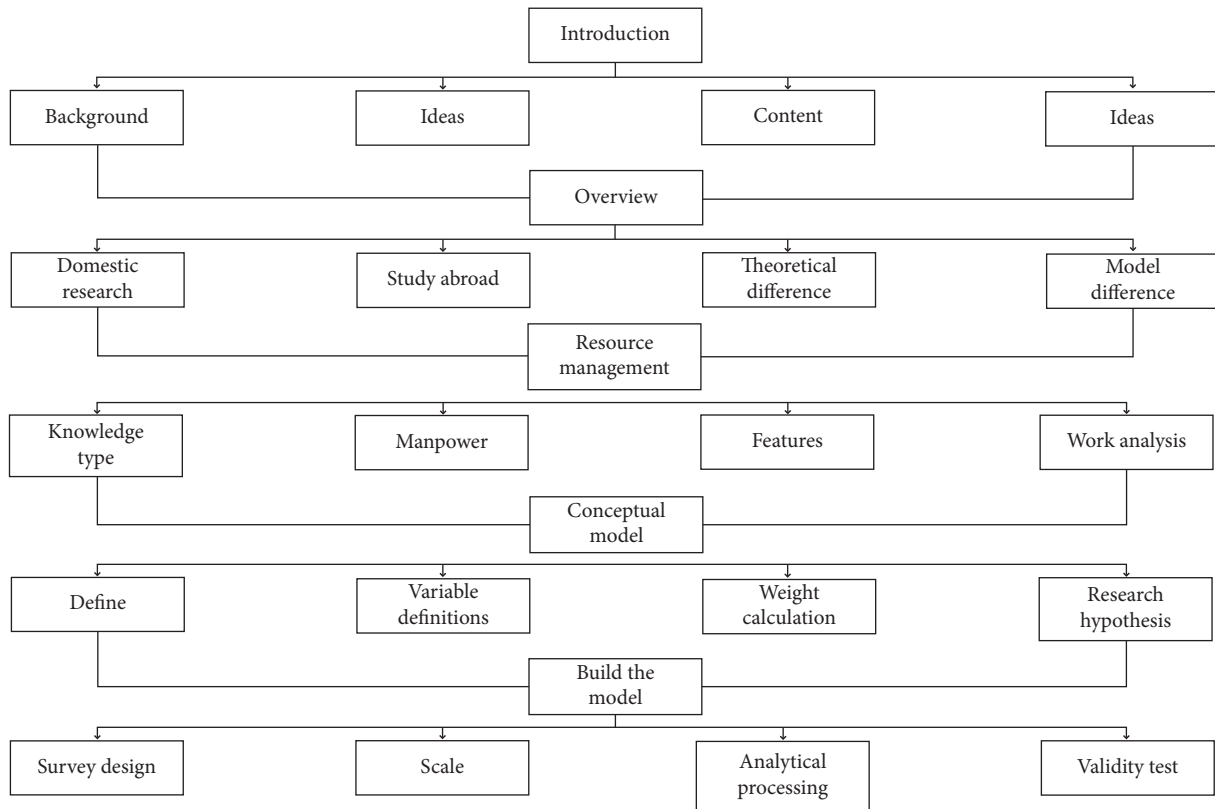 Introduction
Background
Ideas
Content
Ideas
Overview
Domestic
research
Study abroad
Theoretical
difference
Model
difference
Resource
management
Knowledge
type
Manpower
Features
Work analysis
Conceptual
model
Define
Variable
definitions
Weight
calculation
Research
hypothesis
Build the
model
Survey design
Scale
Analytical
processing
Validity test